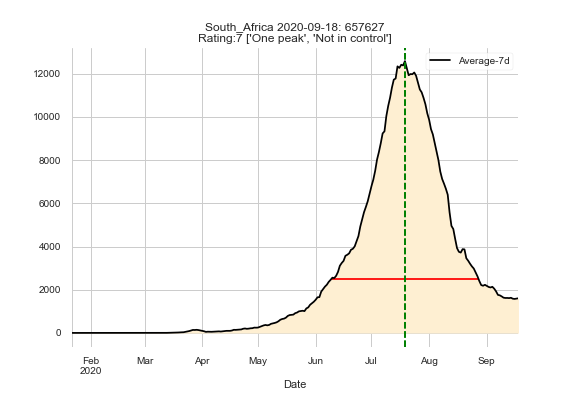 South_Africa 2020-09-18: 657627
Rating:7 ['One peak', 'Not in control']
Average-7d
12000
10000
8000
6000
4000
2000
0
Feb Mar Apr May Jun Jul Aug Sep
2020
Date